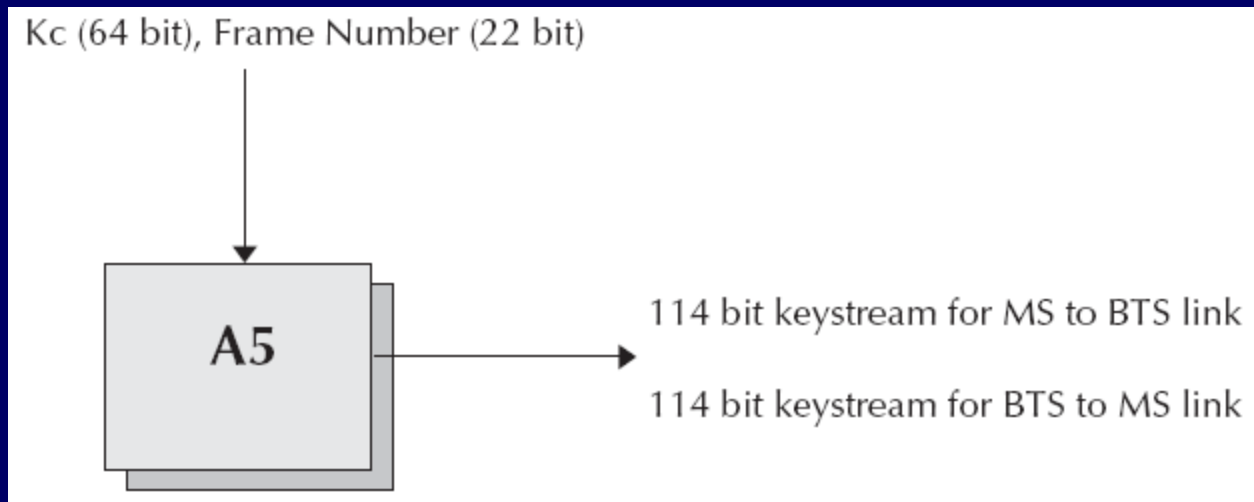 Kc (64 bit), Frame Number (22 bit)
A5
114 bit keystream for MS to BTS link
114 bit keystream for BTS to MS link